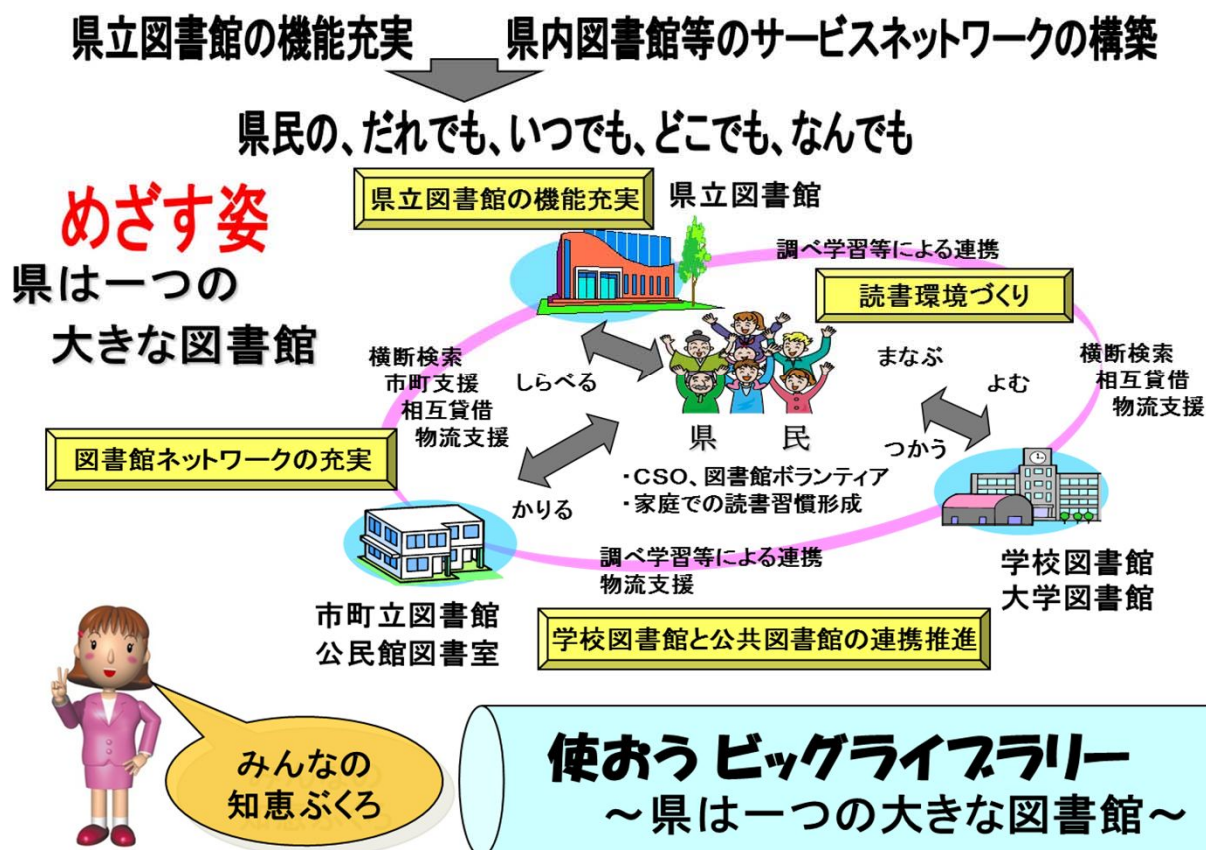 県立図書館の機能充実 県内図書館等のサービスネットワークの構築
県民の、だれでも、いつでも、どこでも、なんでも
めざす姿
県は一つの
大きな図書館
県立図書館の機能充実
県立図書館
調べ学習等による連携
読書環境づくり
横断検索
市町支援
相互貸借
物流支援
しらべる
まなぶ
よむ
つかう
横断検索
相互貸借
物流支援
図書館ネットワークの充実
県 民
・CSO、図書館ボランティア
・家庭での読書習慣形成
かりる
調べ学習等による連携
物流支援
市町立図書館
公民館図書室
学校図書館
大学図書館
学校図書館と公共図書館の連携推進
みんなの
知恵ぶくろ
使おう ビッグライブラリー
~県は一つの大きな図書館~